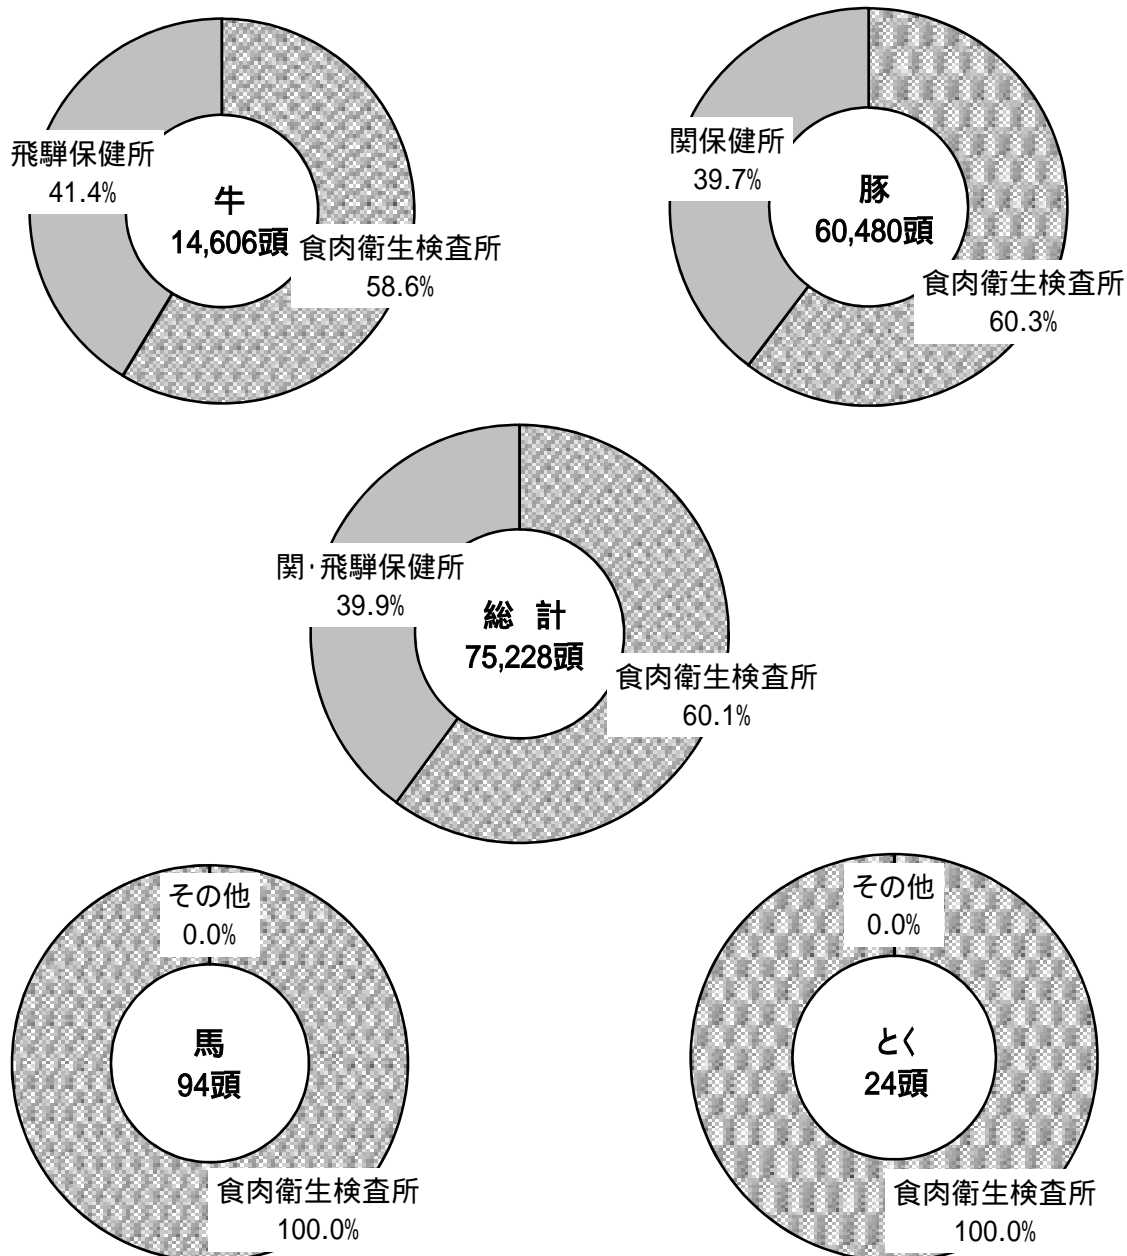 飛騨保健所
41.4%
牛
14,606頭
食肉衛生検査所
58.6%
関保健所
39.7%
豚
60,480頭
食肉衛生検査所
60.3%
関・飛騨保健所
39.9%
総 計
75,228頭
食肉衛生検査所
60.1%
その他
0.0%
馬
94頭
食肉衛生検査所
100.0%
その他
0.0%
とく
24頭
食肉衛生検査所
100.0%